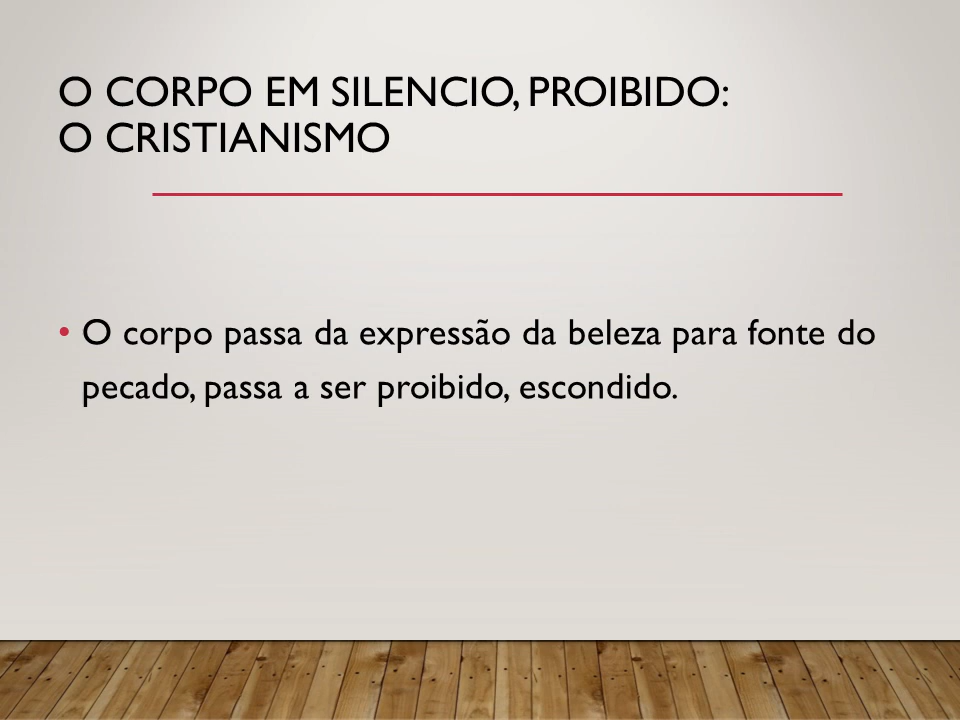 O CORPO EM SILENCIO, PROIBIDO:
O CRISTIANISMO
• O corpo passa da expressão da beleza para fonte do
pecado, passa a ser proibido, escondido.